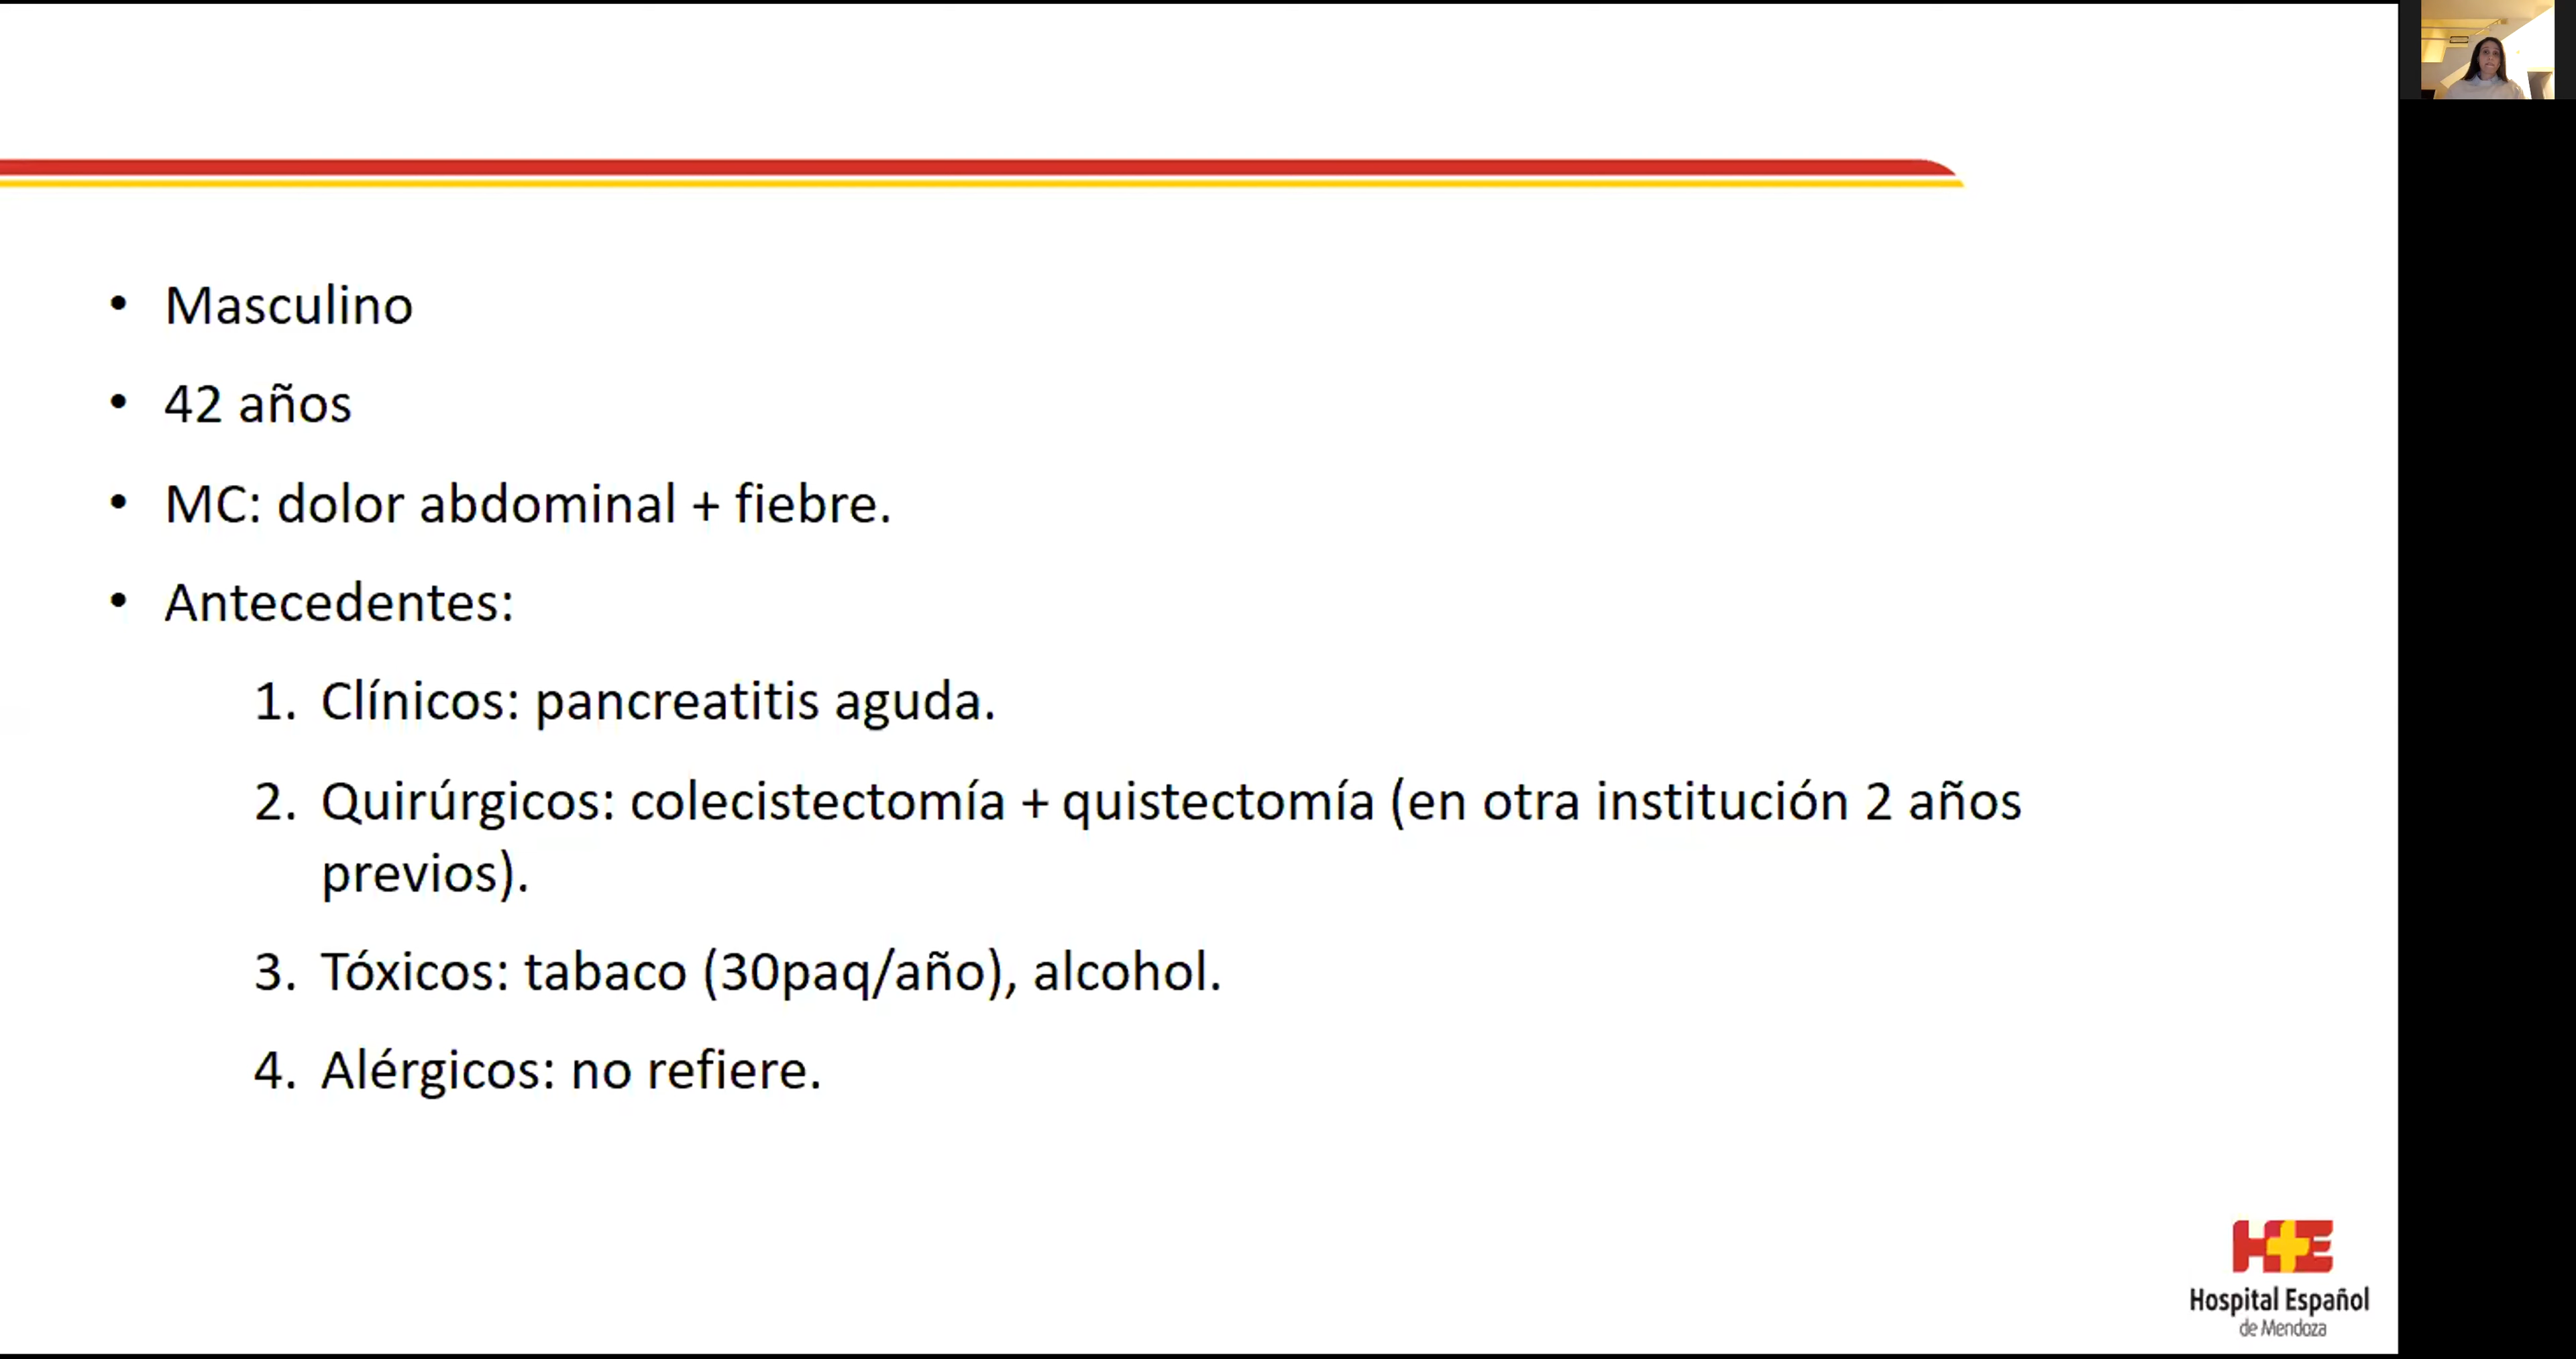 • Masculino
• 42 años
• MC: dolor abdominal + fiebre.
• Antecedentes:
1. Clínicos: pancreatitis aguda.
2. Quirúrgicos: colecistectomía + quistectomía (en otra institución 2 años
previos).
3. Tóxicos: tabaco (30paq/año), alcohol.
4. Alérgicos: no refiere.
HE
Hospital Español
de Mendoza